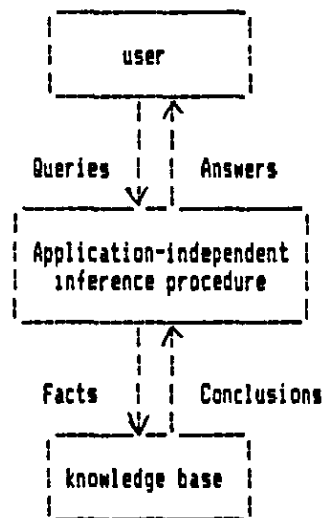 user
Queries Answers
Application-independent
inference procedure
Facts Conclusions
knowledge base